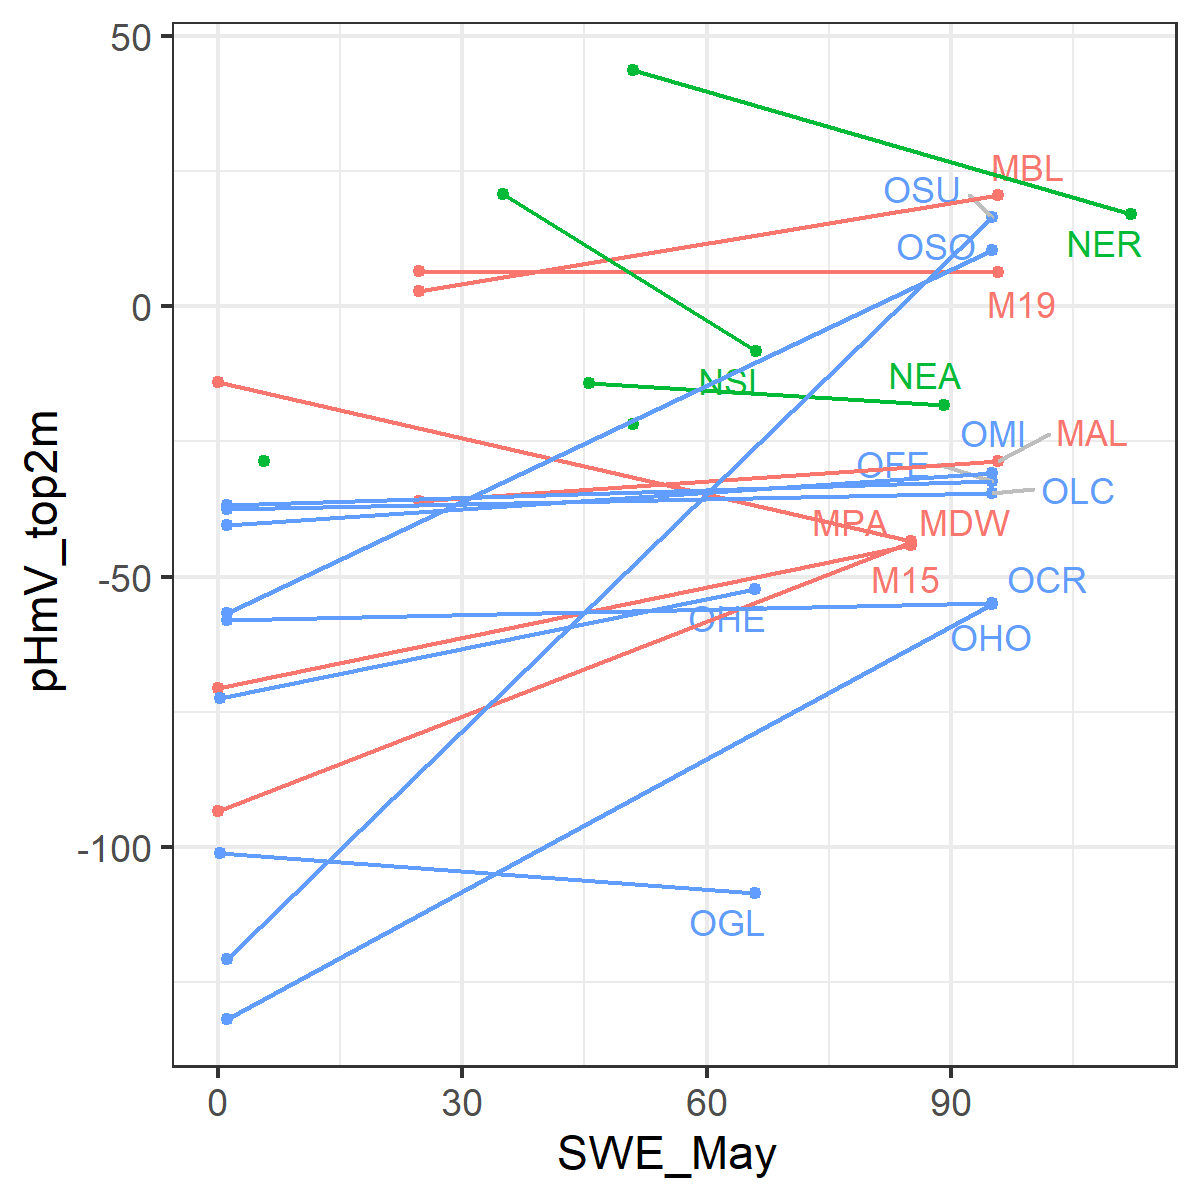 50
0
-50
-100
pHmV_top2m
MBL
OSU
NER
OSO
M19
NSI
NEA
OMI
MAL
OFE
OLC
MPA
MDW
M15
OCR
OHE
OHO
OGL
0
30
60
90
SWE_May